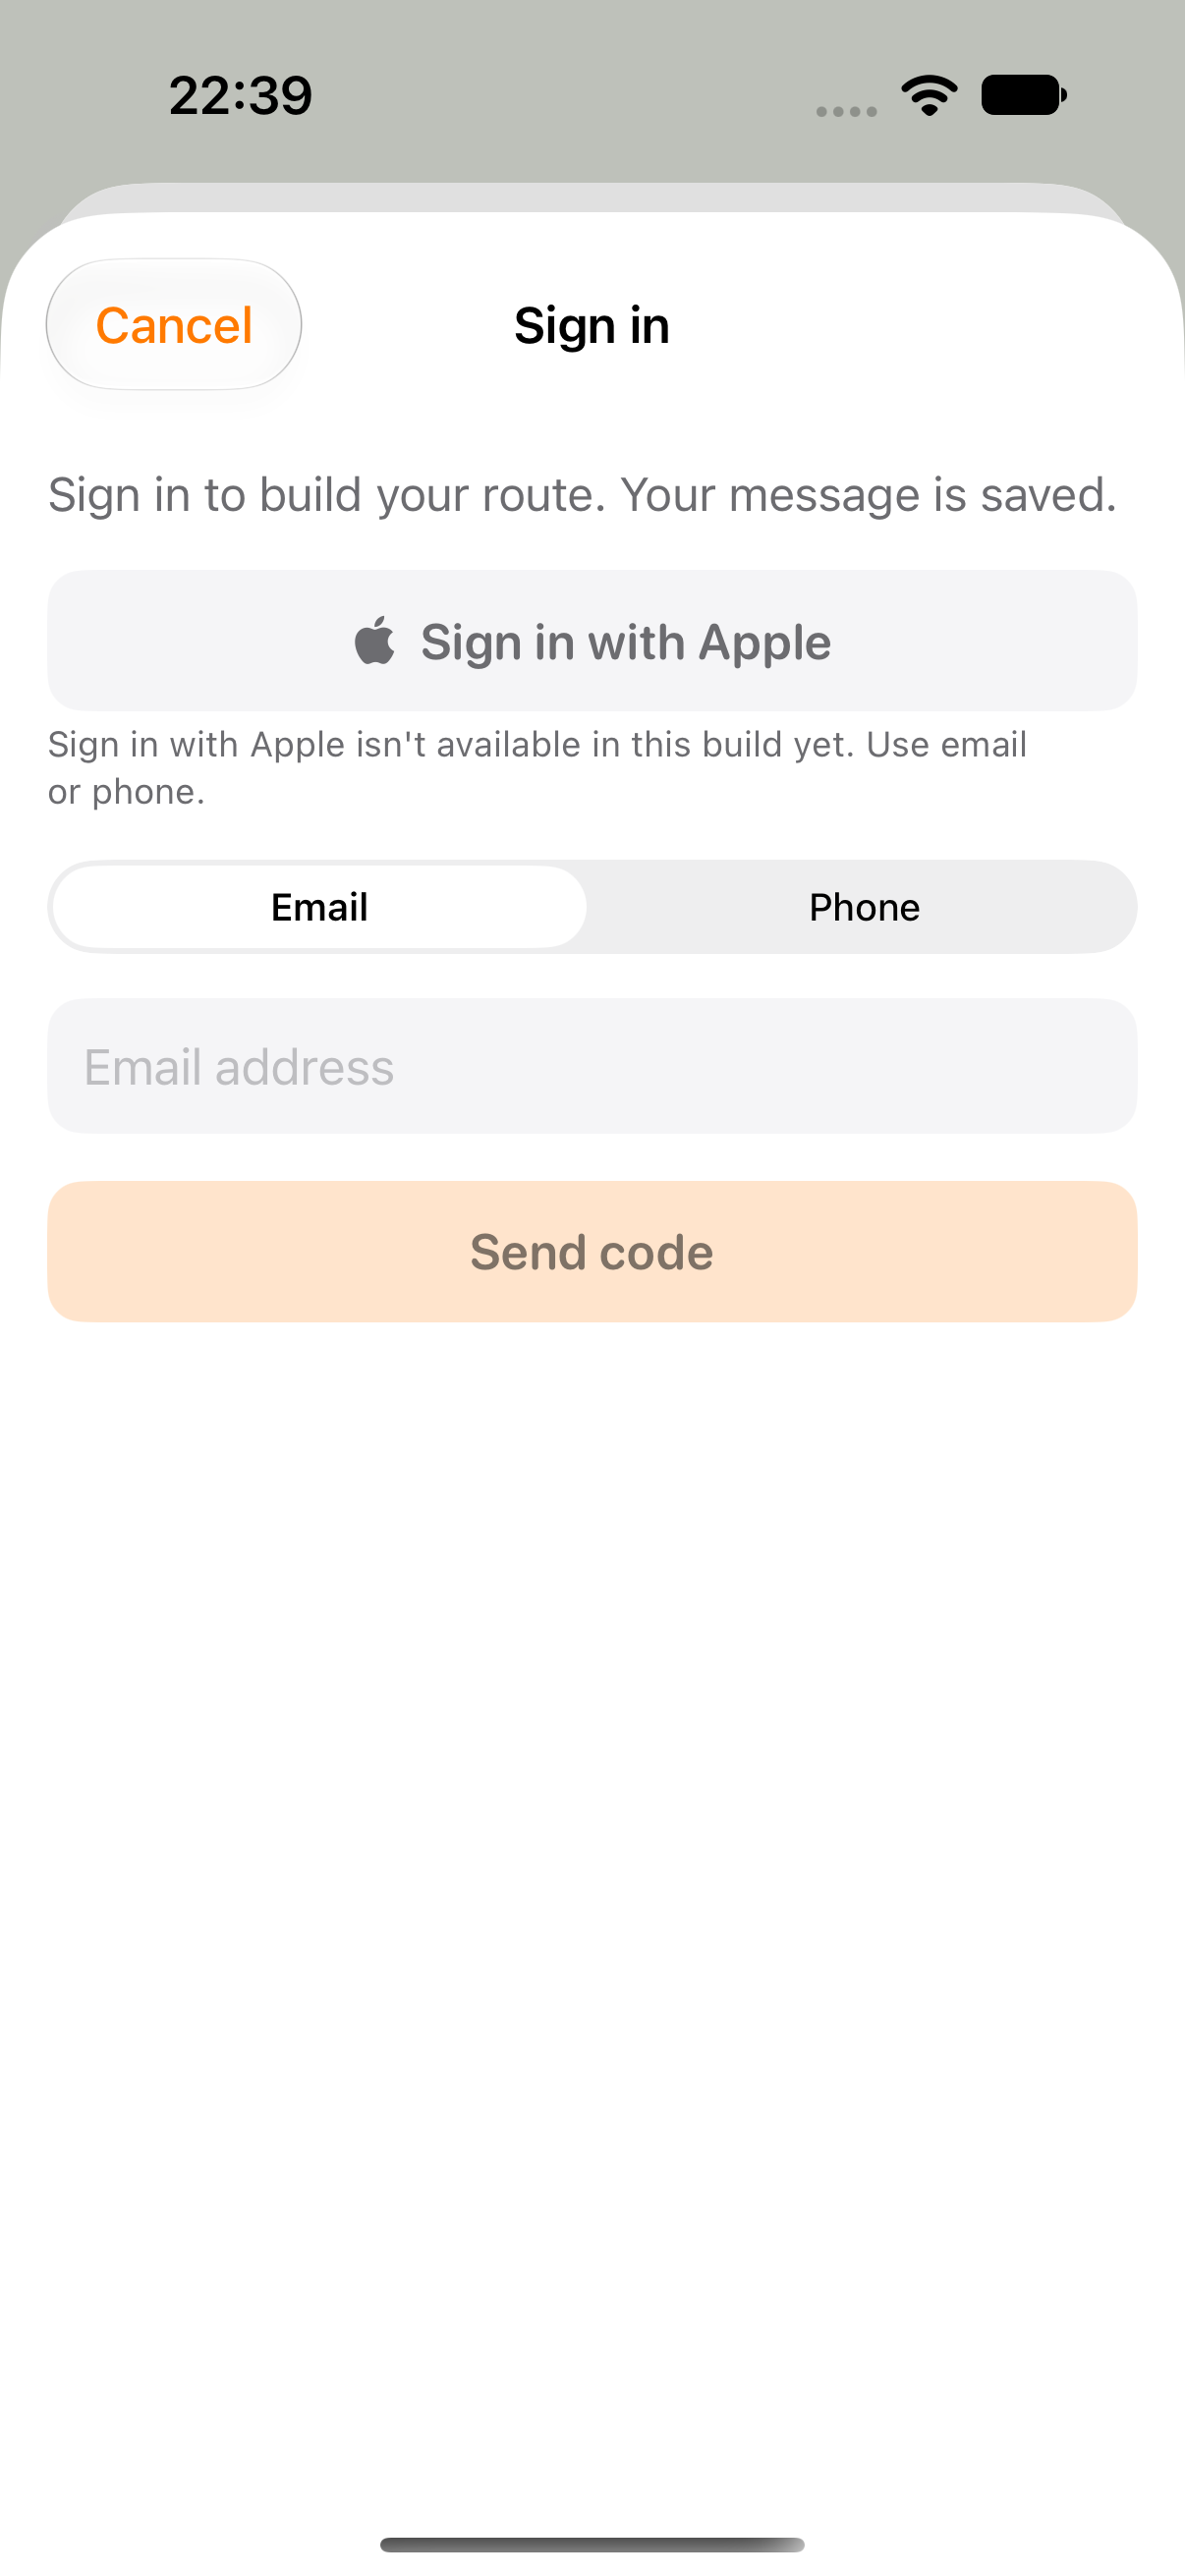 22:39
Cancel
Sign in
Sign in to build your route. Your message is saved.
Sign in with Apple
Sign in with Apple isn't available in this build yet. Use email
or phone.
Email
Phone
Email address
Send code